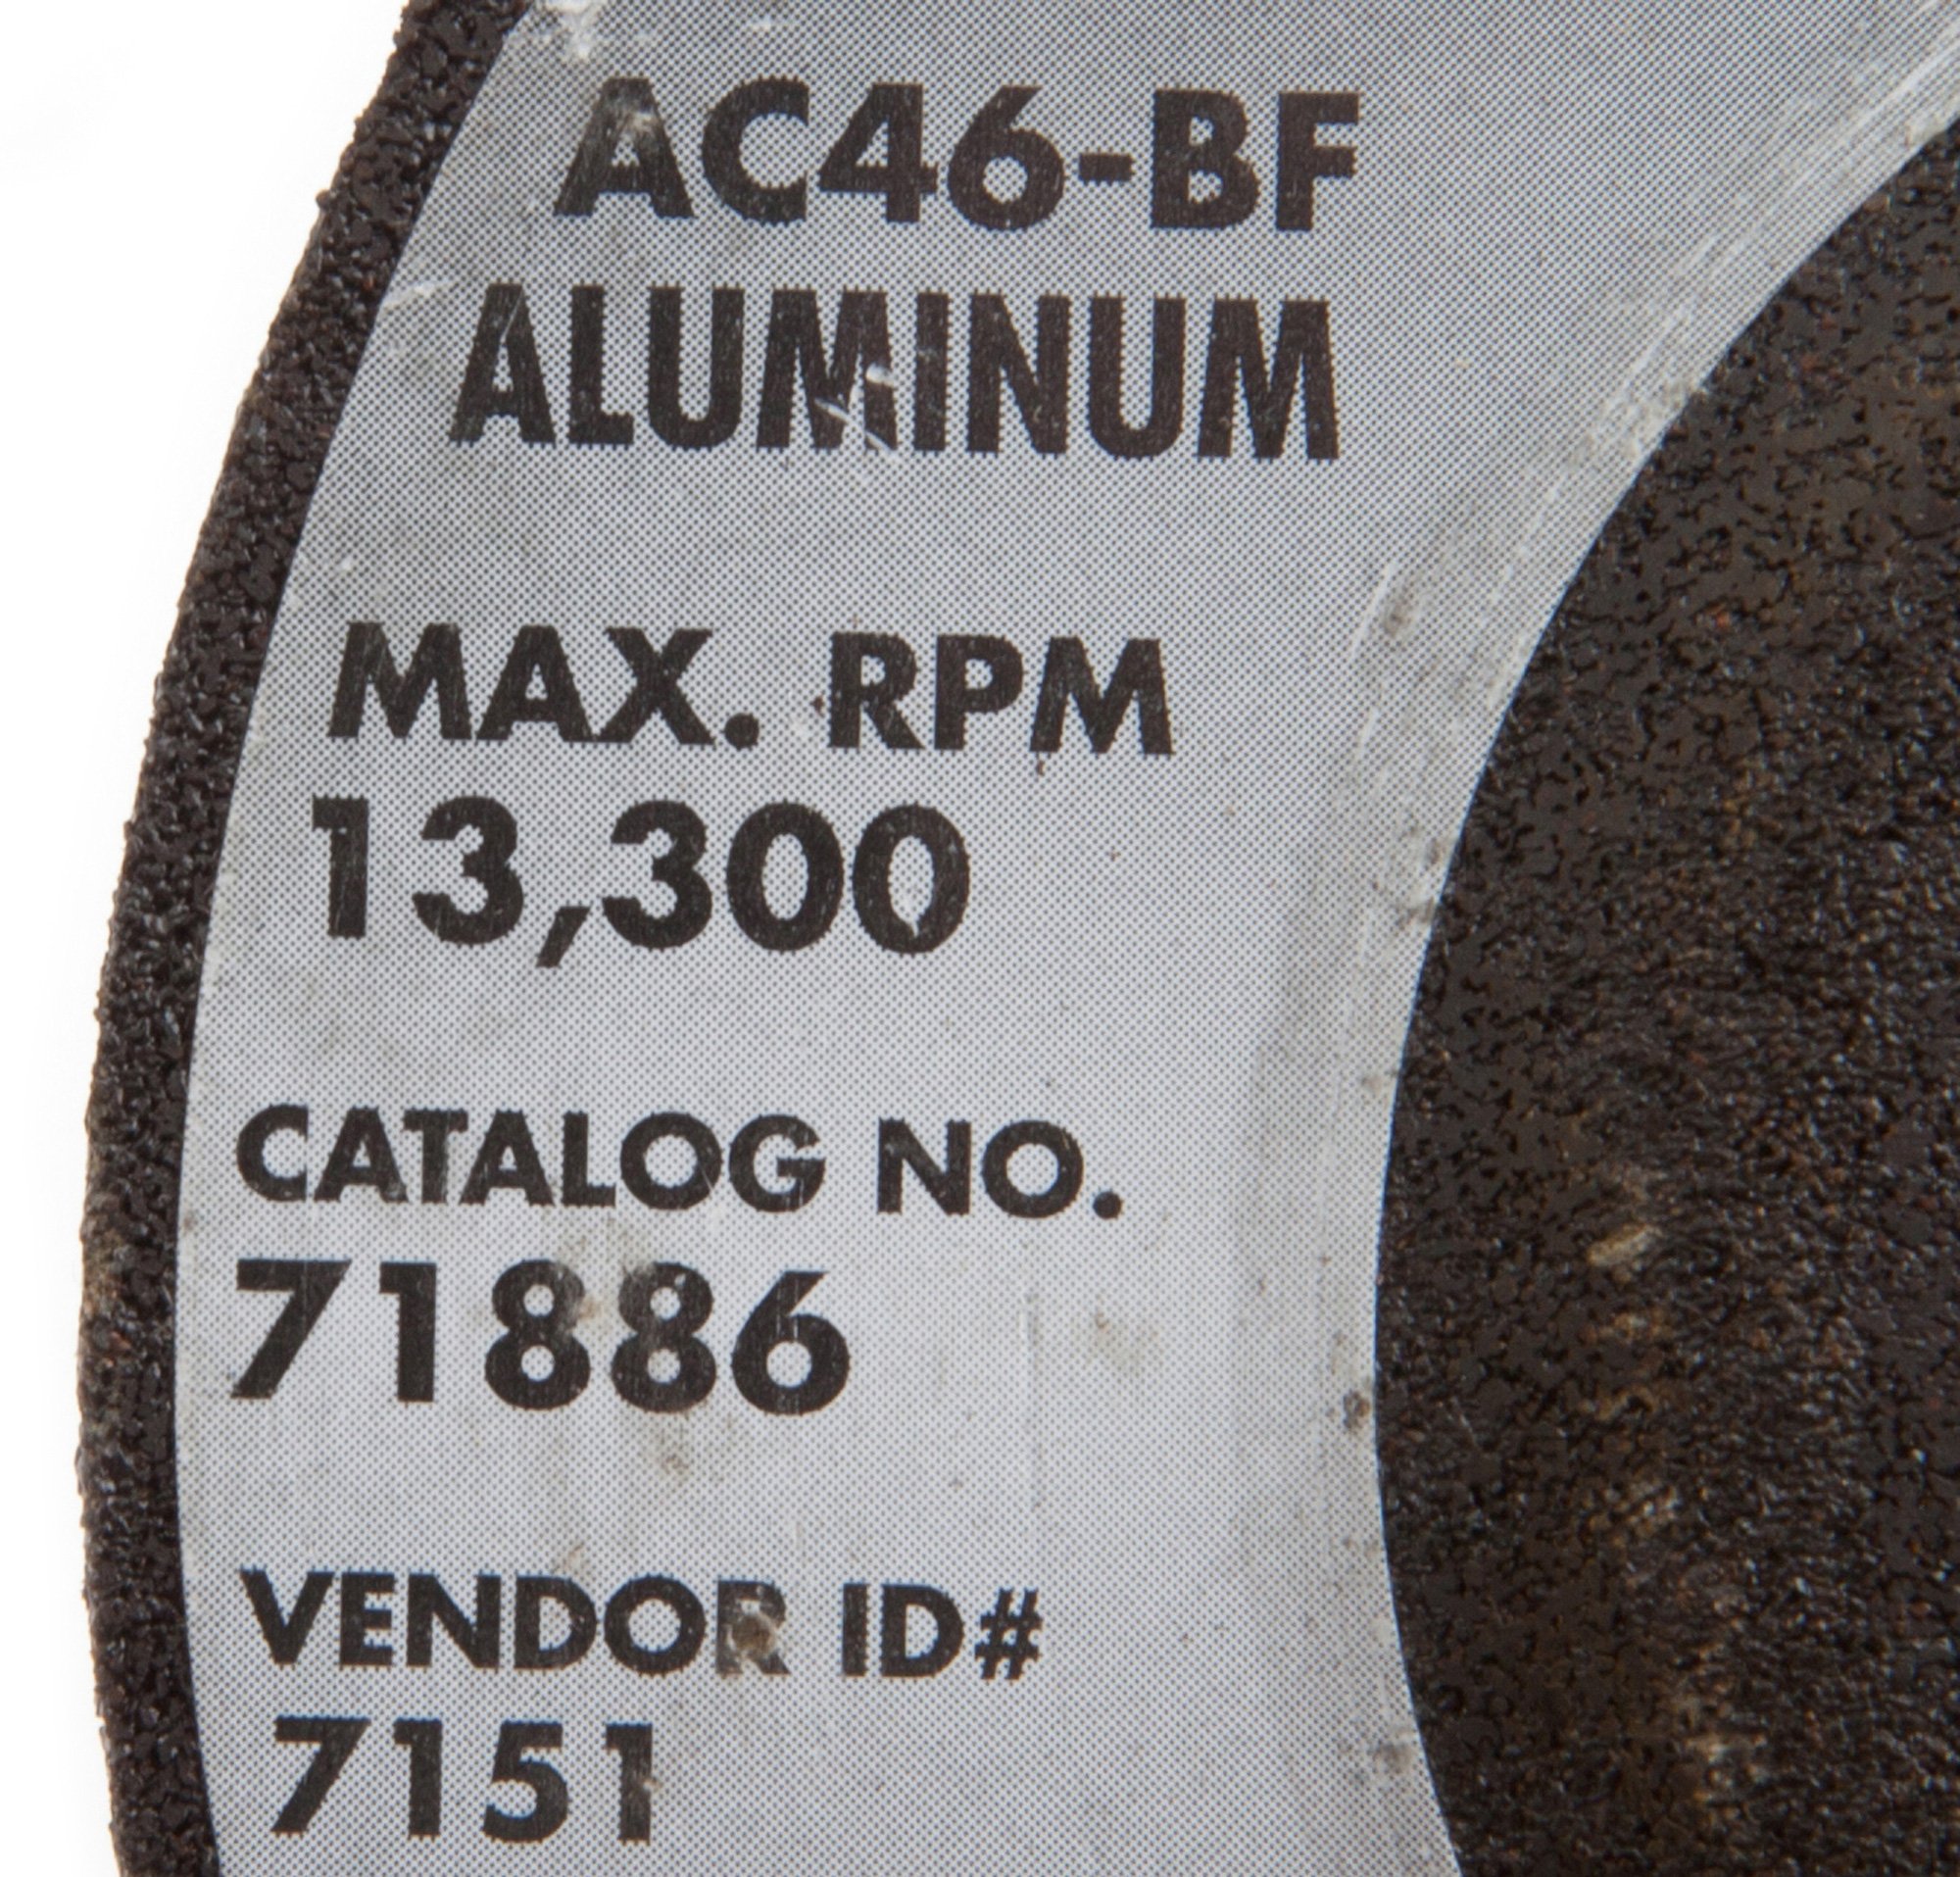 AC46-BF
ALUMINUM
MAX. RPM
13,300
CATALOG NO.
71886
VENDOR ID#
7151